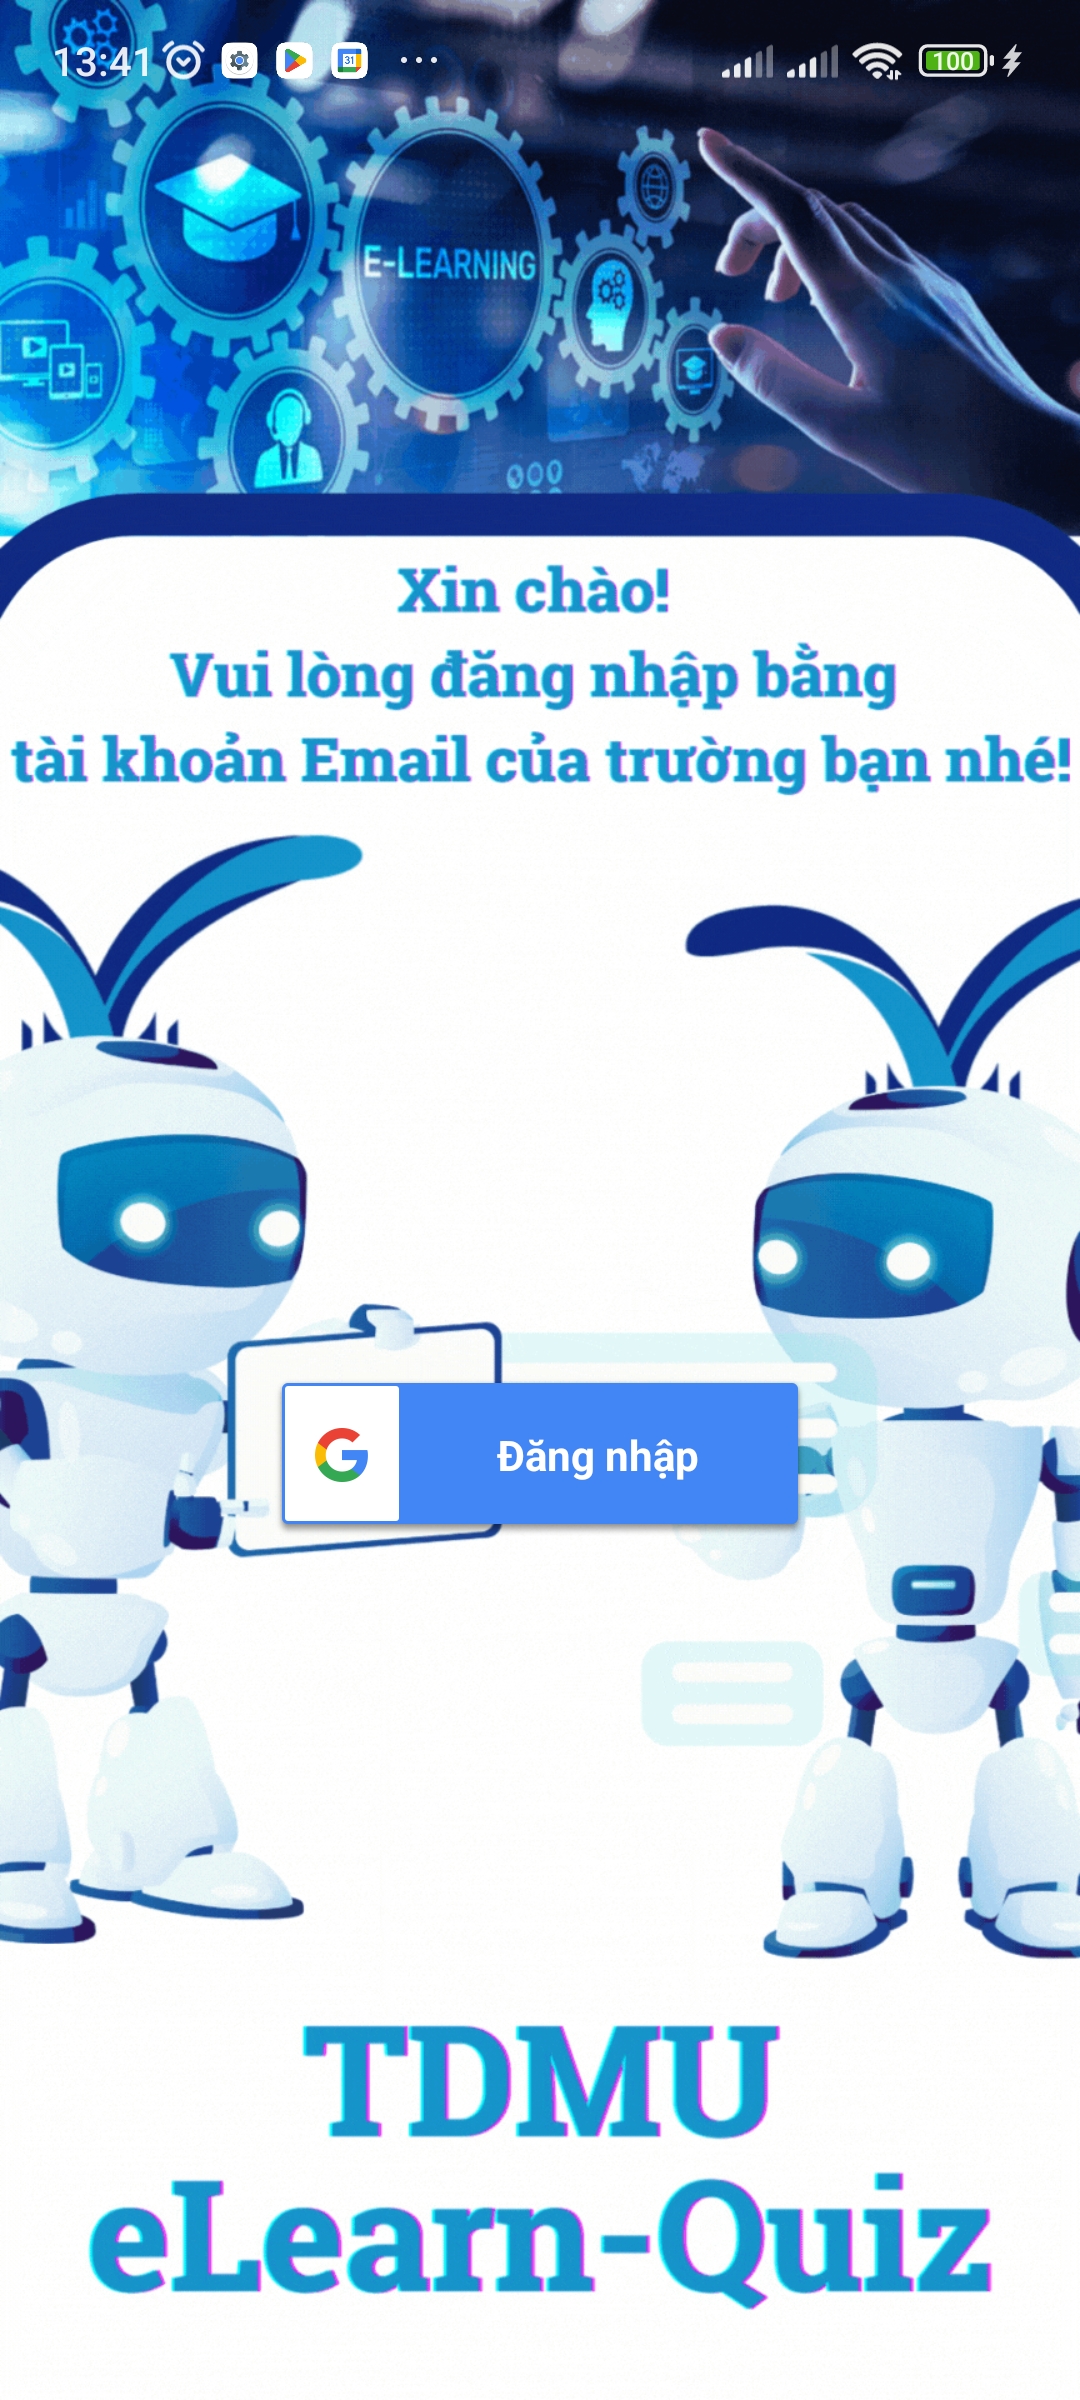 13:41
31
100
E-LEARNING
Xin chào!
Vui lòng đăng nhập bằng
tài khoản Email của trường bạn nhé!
Đăng nhập
TDMU
eLearn-Quiz